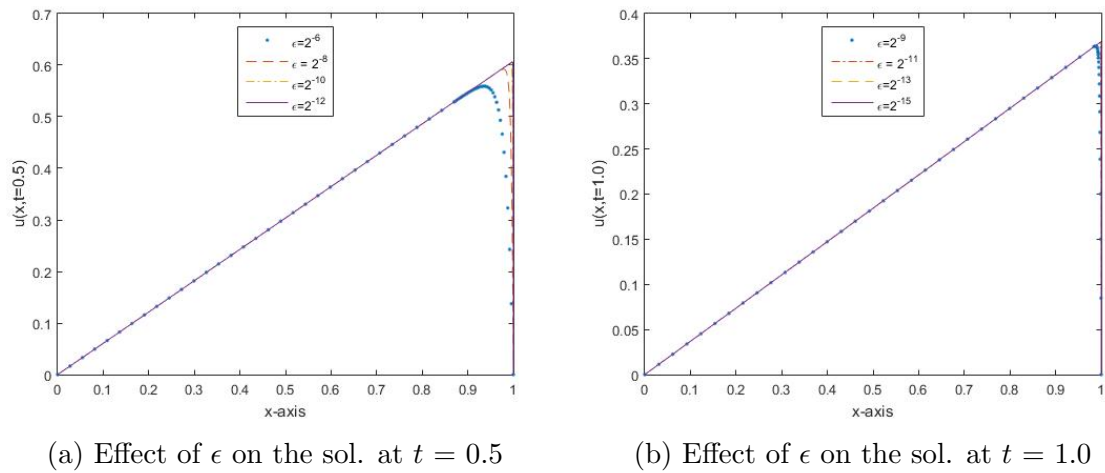 0.7
0.6
0.5
0.4
0.3
0.2
0.1
0
u(x,t=0.5)
ϵ=2^-6
ϵ = 2^-8
ϵ=2^-10
ϵ=2^-12
0 0.1 0.2 0.3 0.4 0.5 0.6 0.7 0.8 0.9 1
x-axis
(a) Effect of ϵ on the sol. at t = 0.5
0.4
0.35
0.3
0.25
0.2
0.15
0.1
0.05
0
u(x,t=1.0)
ϵ=2^-9
ϵ = 2^-11
ϵ=2^-13
ϵ=2^-15
0 0.1 0.2 0.3 0.4 0.5 0.6 0.7 0.8 0.9 1
x-axis
(b) Effect of ϵ on the sol. at t = 1.0